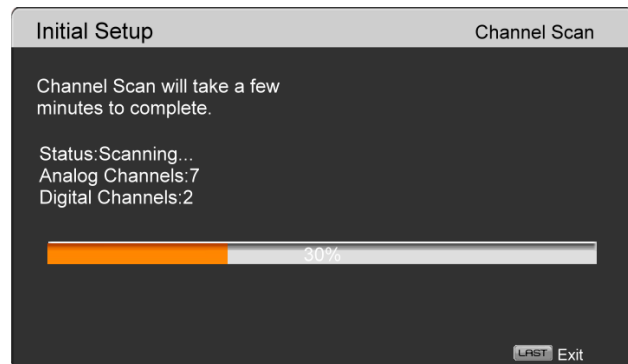 Initial Setup
Channel Scan
Channel Scan will take a few
minutes to complete.
Status:Scanning...
Analog Channels:7
Digital Channels:2
30%
LAST Exit